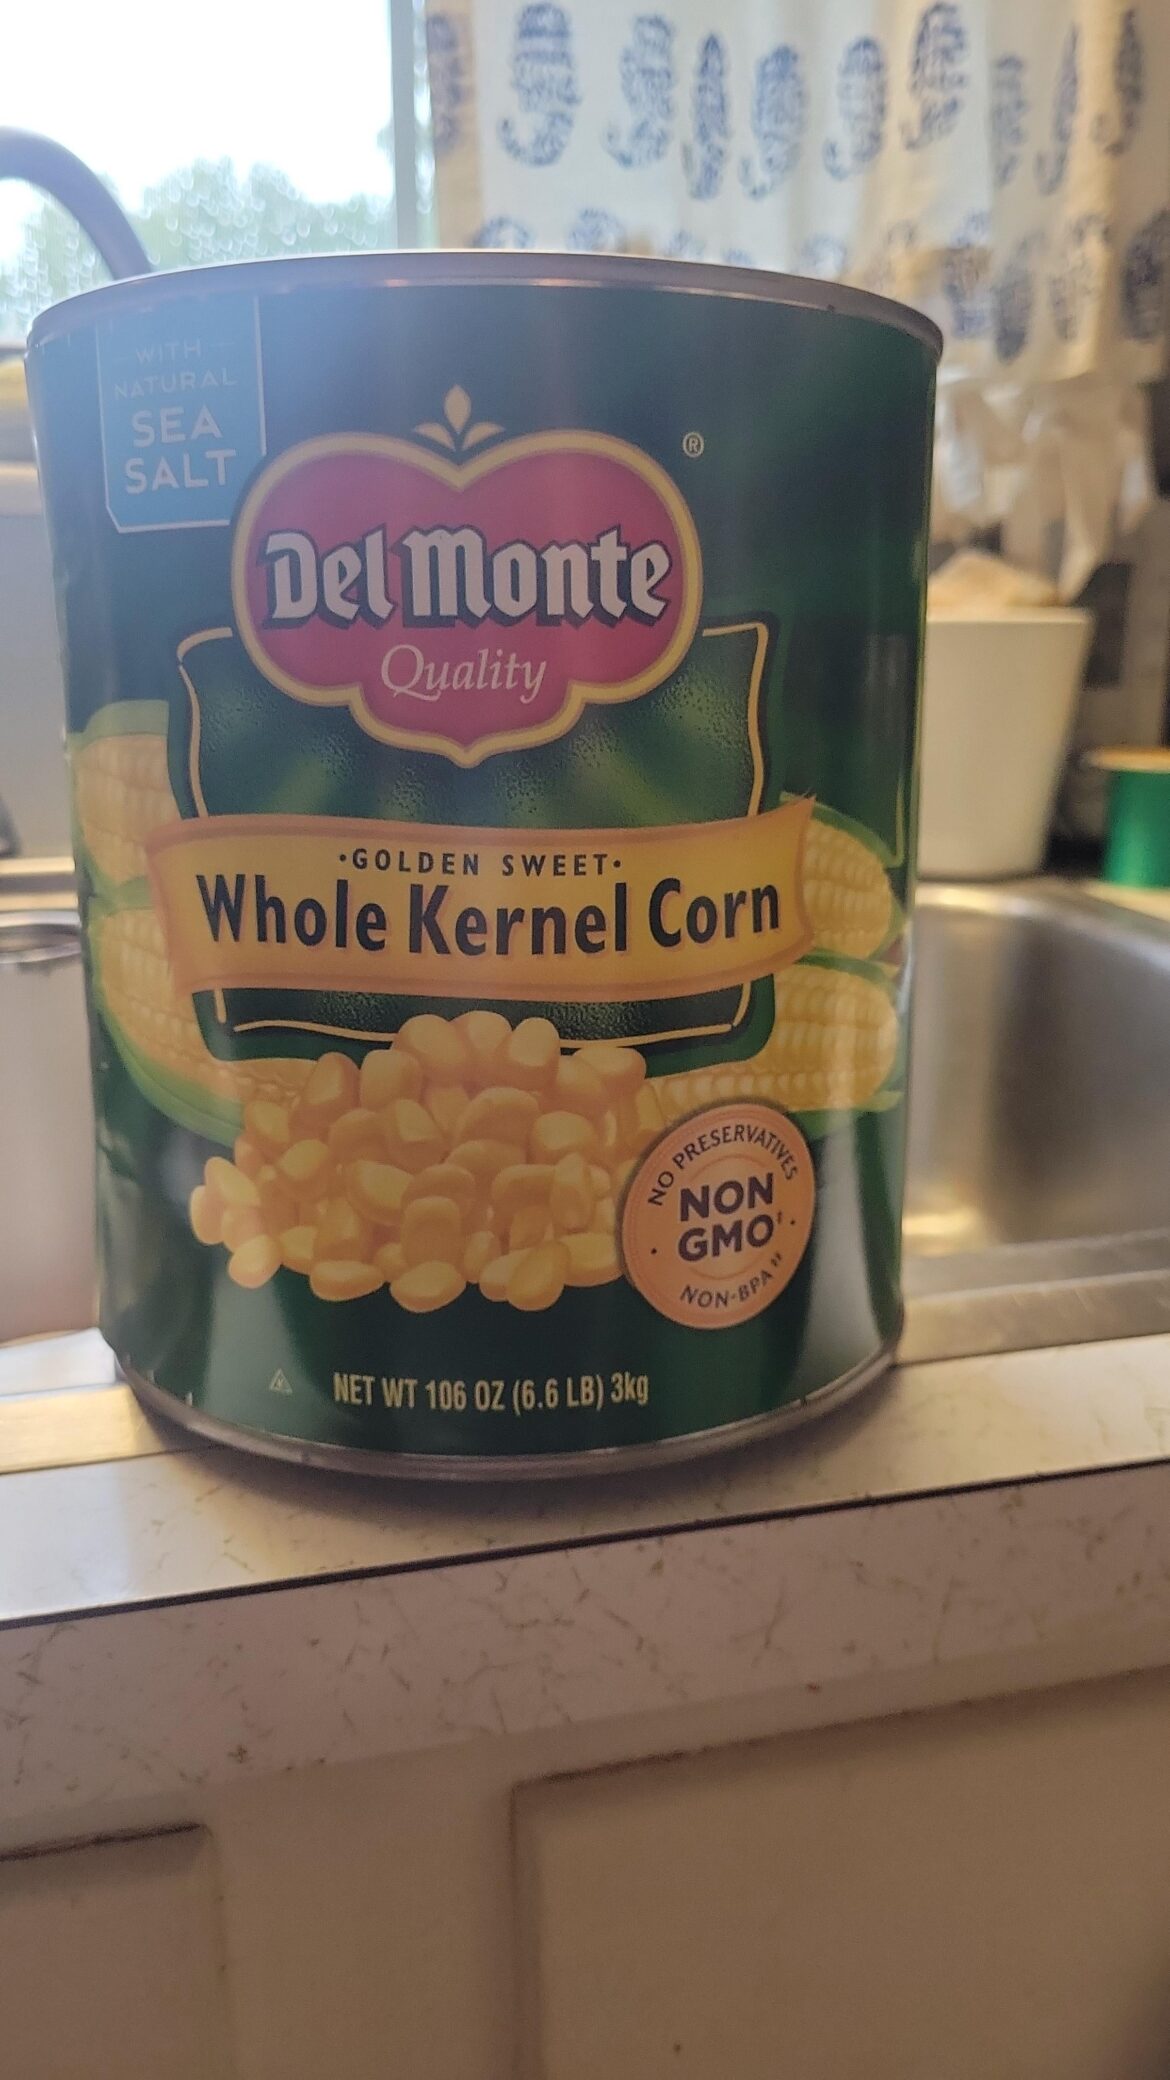 WITH
NATURAL
SEA
SALT
®
Del Monte
Quality
•GOLDEN SWEET•
Whole Kernel Corn
NO PRESERVATIVES
NON
GMO†
NON-BPA††
K
NET WT 106 OZ (6.6 LB) 3kg